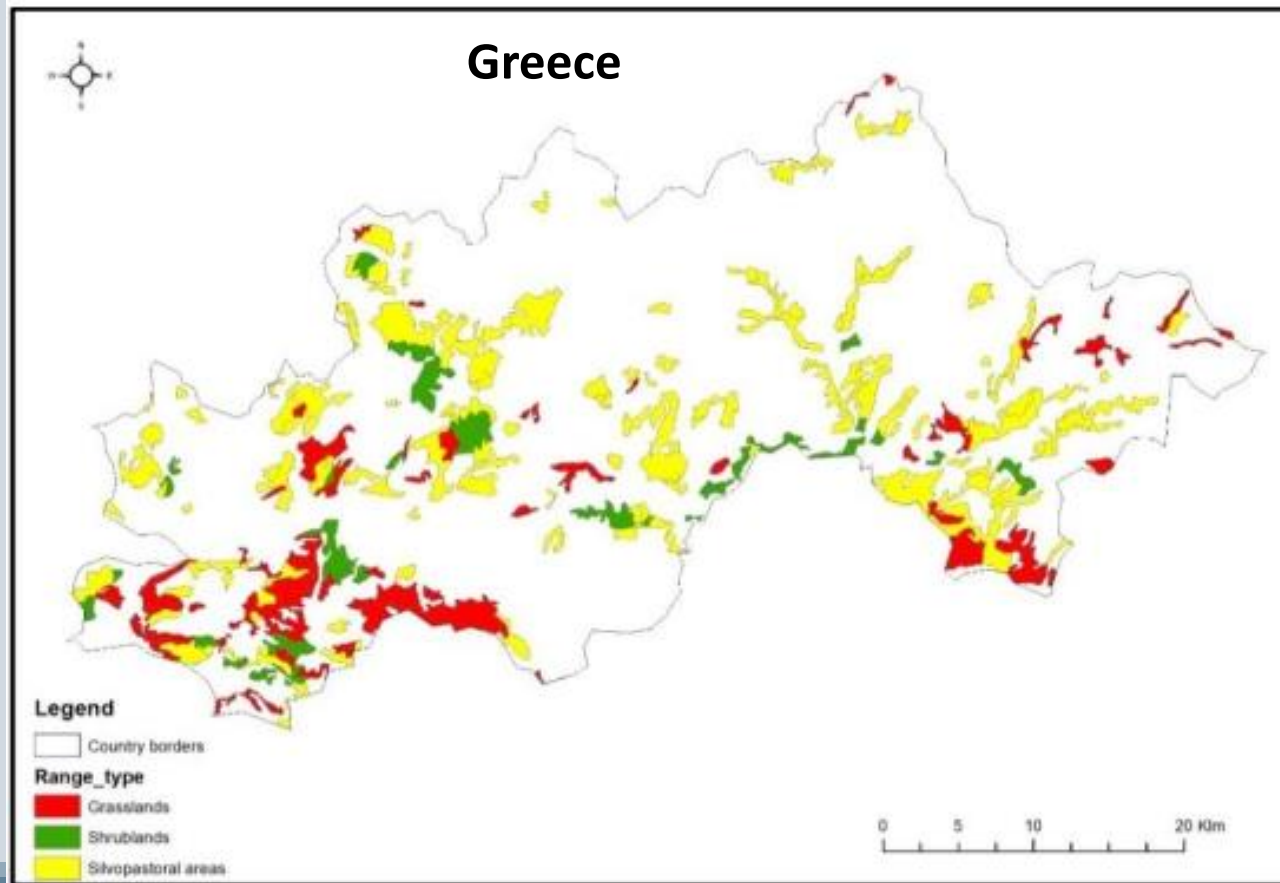 Greece
N
E
S
Legend
Country borders
Range_type
Grasslands
Shrublands
Silvopastoral areas
0 5 10 20 Klm